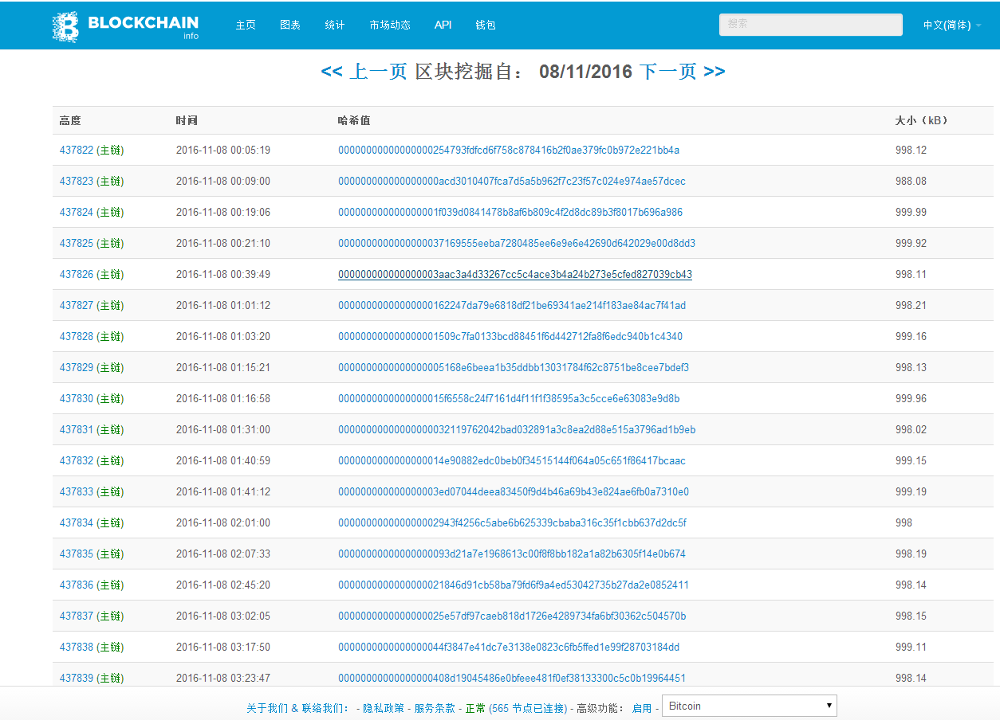 BLOCKCHAIN
info
主页 图表 统计 市场动态 API 钱包 搜索 中文(简体)
<< 上一页 区块挖掘自： 08/11/2016 下一页 >>
高度 时间 哈希值 大小（kB）
437822 (主链) 2016-11-08 00:05:19 00000000000000000254793fdfcd6f758c878416b2f0ae379fc0b972e221bb4a 998.12
437823 (主链) 2016-11-08 00:09:00 000000000000000000acd3010407fca7d5a5b962f7c23f57c024e974ae57dcec 988.08
437824 (主链) 2016-11-08 00:19:06 000000000000000001f039d0841478b8af6b809c4f2d8dc89b3f8017b696a986 999.99
437825 (主链) 2016-11-08 00:21:10 0000000000000000037169555eeba7280485ee6e9e6e42690d642029e00d8dd3 999.92
437826 (主链) 2016-11-08 00:39:49 000000000000000003aac3a4d33267cc5c4ace3b4a24b273e5cfed827039cb43 998.11
437827 (主链) 2016-11-08 01:01:12 00000000000000000162247da79e6818df21be69341ae214f183ae84ac7f41ad 998.21
437828 (主链) 2016-11-08 01:03:20 000000000000000001509c7fa0133bcd88451f6d442712fa8f6edc940b1c4340 999.16
437829 (主链) 2016-11-08 01:15:21 0000000000000000005168e6beea1b35ddbb13031784f62c8751be8cee7bdef3 998.13
437830 (主链) 2016-11-08 01:16:58 0000000000000000015f6558c24f7161d4f11f1f38595a3c5cce6e63083e9d8b 999.96
437831 (主链) 2016-11-08 01:31:00 00000000000000000032119762042bad032891a3c8ea2d88e515a3796ad1b9eb 998.02
437832 (主链) 2016-11-08 01:40:59 0000000000000000014e90882edc0beb0f34515144f064a05c651f86417bcaac 999.15
437833 (主链) 2016-11-08 01:41:12 000000000000000003ed07044deea83450f9d4b46a69b43e824ae6fb0a7310e0 999.19
437834 (主链) 2016-11-08 02:01:00 000000000000000002943f4256c5abe6b625339cbaba316c35f1cbb637d2dc5f 998
437835 (主链) 2016-11-08 02:07:33 0000000000000000093d21a7e1968613c00f8f8bb182a1a82b6305f14e0b674 998.19
437836 (主链) 2016-11-08 02:45:20 000000000000000021846d91cb58ba79fd6f9a4ed53042735b27da2e0852411 998.14
437837 (主链) 2016-11-08 03:02:05 000000000000000025e57df97caeb818d1726e4289734fa6bf30362c504570b 998.15
437838 (主链) 2016-11-08 03:17:50 0000000000000000044f3847e41dc7e3138e0823c6fb5ffed1e99f28703184dd 999.11
437839 (主链) 2016-11-08 03:23:47 000000000000000000408d19045486e0bfeee481f0ef38133300c5c0b19964451 998.14
关于我们 & 联络我们： - 隐私政策 - 服务条款 - 正常 (565 节点已连接) - 高级功能： 启用 - Bitcoin